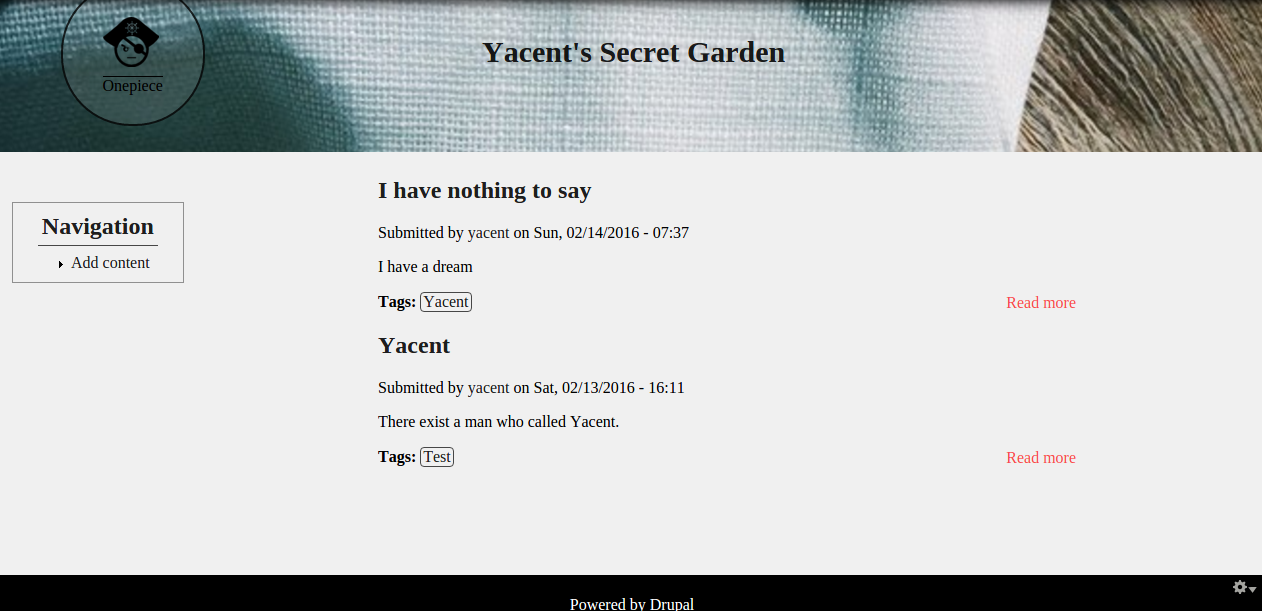 Onepiece
Yacent's Secret Garden
Navigation
Add content
I have nothing to say
Submitted by yacent on Sun, 02/14/2016 - 07:37
I have a dream
Tags: Yacent
Read more
Yacent
Submitted by yacent on Sat, 02/13/2016 - 16:11
There exist a man who called Yacent.
Tags: Test
Read more
Powered by Drupal